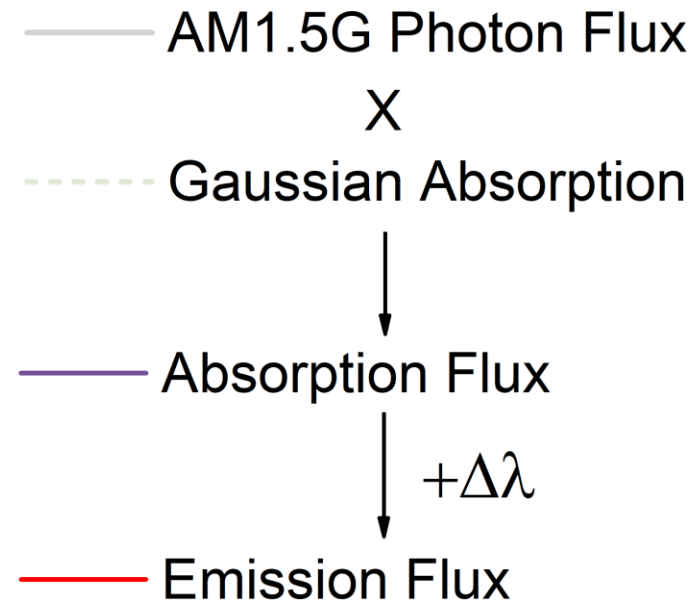 AM1.5G Photon Flux
X
Gaussian Absorption
Absorption Flux
+Δλ
Emission Flux